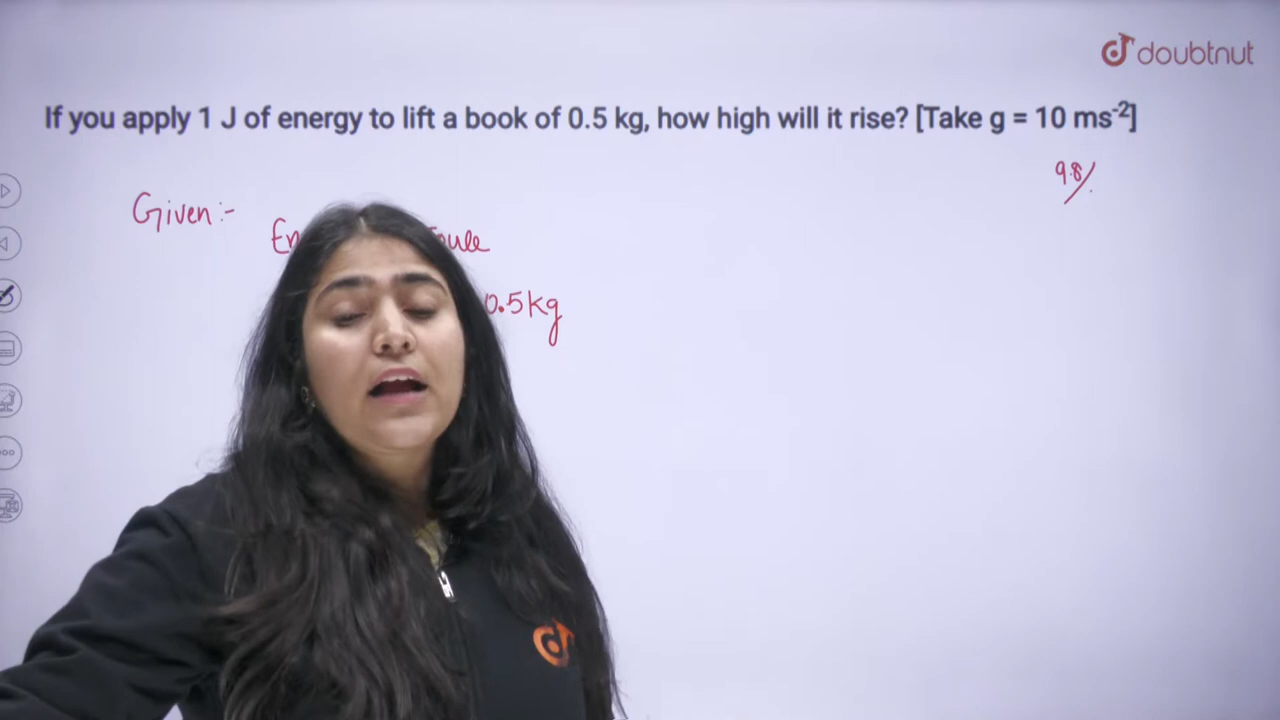 doubtnut
If you apply 1 J of energy to lift a book of 0.5 kg, how high will it rise? [Take g = 10 ms⁻²]
9.8/.
Given :-
0.5kg